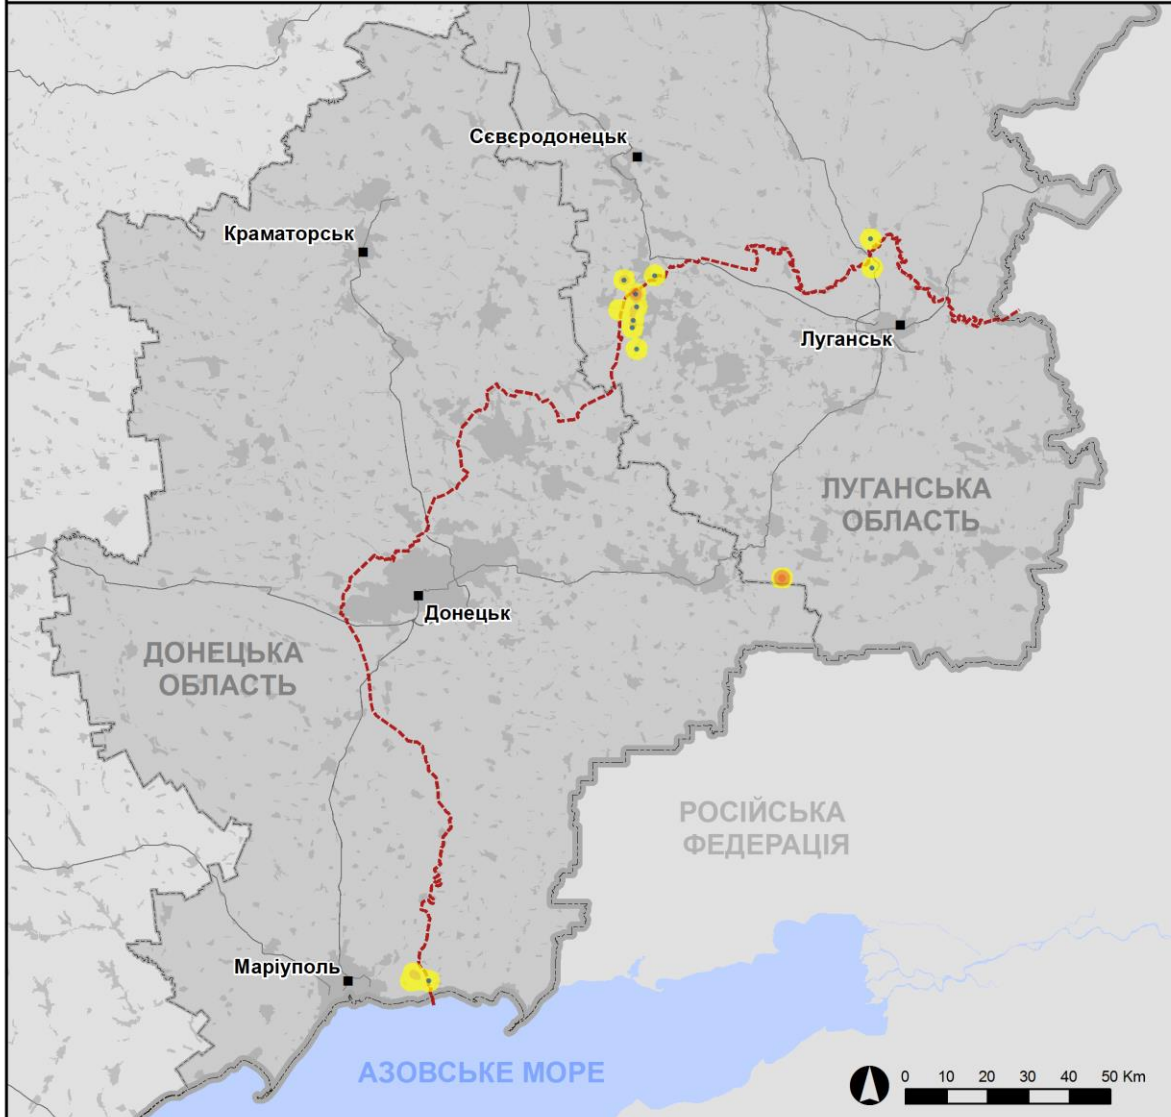 Сєвєродонецьк
Краматорськ
Луганськ
ЛУГАНСЬКА
ОБЛАСТЬ
Донецьк
ДОНЕЦЬКА
ОБЛАСТЬ
РОСІЙСЬКА
ФЕДЕРАЦІЯ
Маріуполь
АЗОВСЬКЕ МОРЕ
0 10 20 30 40 50 Km